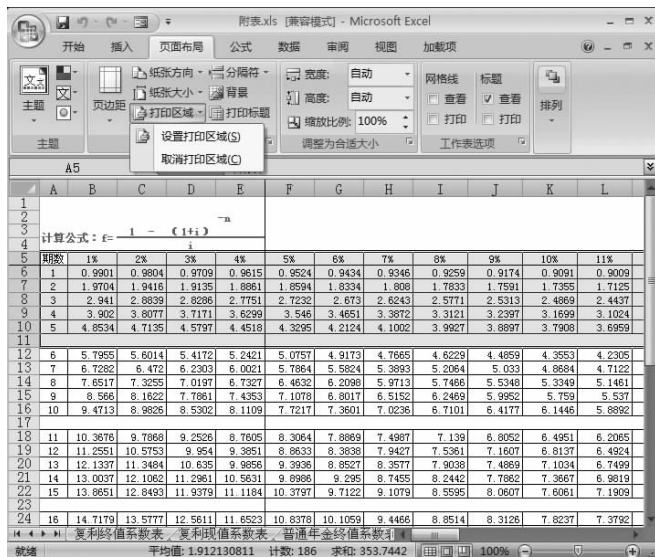 附表.xls [兼容模式] - Microsoft Excel
开始 插入 页面布局 公式 数据 审阅 视图 加载项
主题
页边距
纸张方向
纸张大小
打印区域
分隔符
背景
打印标题
设置打印区域(S)
取消打印区域(C)
宽度: 自动
高度: 自动
缩放比例: 100%
网格线 标题
查看 查看
打印 打印
排列
主题 调整为合适大小 工作表选项
A5
A B C D E F G H I J K L
1
2 -n
3 计算公式：f= 1 - (1+i)
4 i
5 期数 1% 2% 3% 4% 5% 6% 7% 8% 9% 10% 11%
6 1 0.9901 0.9804 0.9709 0.9615 0.9524 0.9434 0.9346 0.9259 0.9174 0.9091 0.9009
7 2 1.9704 1.9416 1.9135 1.8861 1.8594 1.8334 1.808 1.7833 1.7591 1.7355 1.7125
8 3 2.941 2.8839 2.8286 2.7751 2.7232 2.673 2.6243 2.5771 2.5313 2.4869 2.4437
9 4 3.902 3.8077 3.7171 3.6299 3.546 3.4651 3.3872 3.3121 3.2397 3.1699 3.1024
10 5 4.8534 4.7135 4.5797 4.4518 4.3295 4.2124 4.1002 3.9927 3.8897 3.7908 3.6959
11
12 6 5.7955 5.6014 5.4172 5.2421 5.0757 4.9173 4.7665 4.6229 4.4859 4.3553 4.2305
13 7 6.7282 6.472 6.2303 6.0021 5.7864 5.5824 5.3893 5.2064 5.033 4.8684 4.7122
14 8 7.6517 7.3255 7.0197 6.7327 6.4632 6.2098 5.9713 5.7466 5.5348 5.3349 5.1461
15 9 8.566 8.1622 7.7861 7.4353 7.1078 6.8017 6.5152 6.2469 5.9952 5.759 5.537
16 10 9.4713 8.9826 8.5302 8.1109 7.7217 7.3601 7.0236 6.7101 6.4177 6.1446 5.8892
17
18 11 10.3676 9.7868 9.2526 8.7605 8.3064 7.8869 7.4987 7.139 6.8052 6.4951 6.2065
19 12 11.2551 10.5753 9.954 9.3851 8.8633 8.3838 7.9427 7.5361 7.1607 6.8137 6.4924
20 13 12.1337 11.3484 10.635 9.9856 9.3936 8.8527 8.3577 7.9038 7.4869 7.1034 6.7499
21 14 13.0037 12.1062 11.2961 10.5631 9.8986 9.295 8.7455 8.2442 7.7862 7.3667 6.9819
22 15 13.8651 12.8493 11.9379 11.1184 10.3797 9.7122 9.1079 8.5595 8.0607 7.6061 7.1909
23
24 16 14.7179 13.5777 12.5611 11.6523 10.8378 10.1059 9.4466 8.8514 8.3126 7.8237 7.3792
复利终值系数表 复利现值系数表 普通年金终值系数表
就绪 平均值: 1.912130811 计数: 186 求和: 353.7442 100%